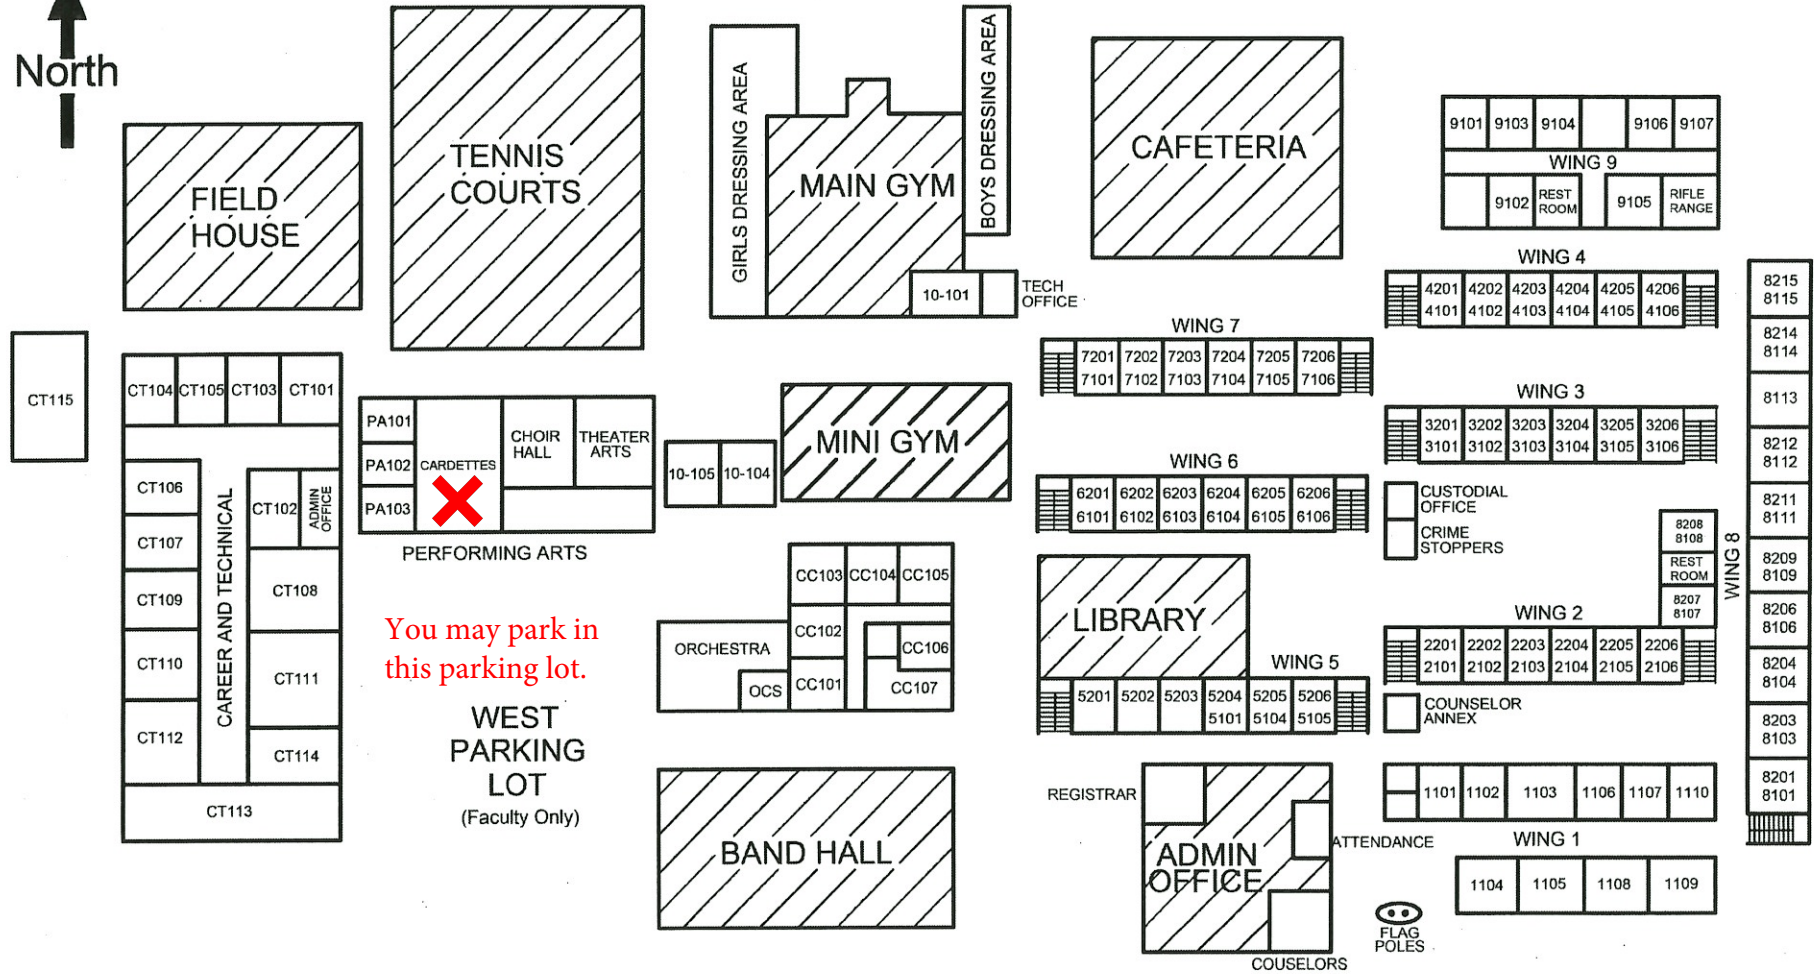 North
FIELD
HOUSE
TENNIS
COURTS
GIRLS DRESSING AREA
MAIN GYM
BOYS DRESSING AREA
10-101
TECH
OFFICE
CAFETERIA
9101 9103 9104 9106 9107
WING 9
9102 REST
ROOM 9105 RIFLE
RANGE
WING 4
4201 4202 4203 4204 4205 4206
4101 4102 4103 4104 4105 4106
WING 7
7201 7202 7203 7204 7205 7206
7101 7102 7103 7104 7105 7106
WING 3
3201 3202 3203 3204 3205 3206
3101 3102 3103 3104 3105 3106
WING 6
6201 6202 6203 6204 6205 6206
6101 6102 6103 6104 6105 6106
CUSTODIAL
OFFICE
CRIME
STOPPERS
8208
8108
REST
ROOM
8207
8107
WING 8
8215
8115
8214
8114
8113
8212
8112
8211
8111
8209
8109
8206
8106
8204
8104
8203
8103
8201
8101
CT115
CT104 CT105 CT103 CT101
CT106
CT107
CT109
CT110
CT112
CAREER AND TECHNICAL
CT102
ADMIN
OFFICE
CT108
CT111
CT114
CT113
PA101
PA102
PA103
CARDETTES
CHOIR
HALL
THEATER
ARTS
PERFORMING ARTS
10-105 10-104
MINI GYM
You may park in
this parking lot.
WEST
PARKING
LOT
(Faculty Only)
CC103 CC104 CC105
CC102
CC106
CC101
CC107
ORCHESTRA
OCS
BAND HALL
LIBRARY
WING 5
5201 5202 5203 5204 5205 5206
5101 5104 5105
WING 2
2201 2202 2203 2204 2205 2206
2101 2102 2103 2104 2105 2106
COUNSELOR
ANNEX
REGISTRAR
ADMIN
OFFICE
ATTENDANCE
COUSELORS
1101 1102 1103 1106 1107 1110
WING 1
1104 1105 1108 1109
FLAG
POLES